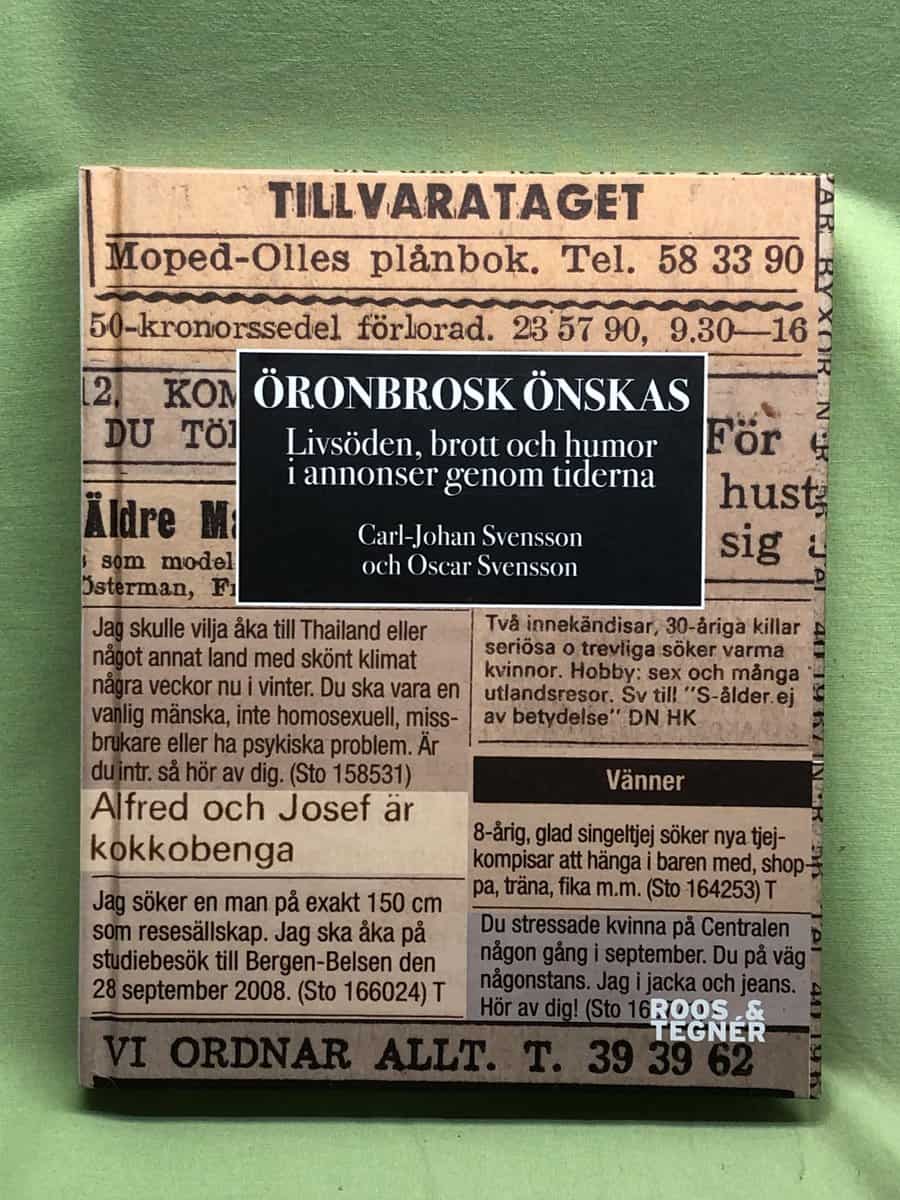 TILLVARATAGET
Moped-Olles plånbok. Tel. 58 33 90
50-kronorssedel förlorad. 23 57 90, 9.30—16
12. KOM
DU TÖ
ÖRONBROSK ÖNSKAS
Livsöden, brott och humor
i annonser genom tiderna
Carl-Johan Svensson
och Oscar Svensson
För
hust
sig
Äldre
som model
Österman, F
Jag skulle vilja åka till Thailand eller
något annat land med skönt klimat
några veckor nu i vinter. Du ska vara en
vanlig mänska, inte homosexuell, miss-
brukare eller ha psykiska problem. Är
du intr. så hör av dig. (Sto 158531)
Alfred och Josef är
kokkobenga
Jag söker en man på exakt 150 cm
som resesällskap. Jag ska åka på
studiebesök till Bergen-Belsen den
28 september 2008. (Sto 166024) T
Två innekändisar, 30-åriga killar
seriösa o trevliga söker varma
kvinnor. Hobby: sex och många
utlandsresor. Sv till "S-ålder ej
av betydelse" DN HK
Vänner
8-årig, glad singeltjej söker nya tjej-
kompisar att hänga i baren med, shop-
pa, träna, fika m.m. (Sto 164253) T
Du stressade kvinna på Centralen
någon gång i september. Du på väg
någonstans. Jag i jacka och jeans.
Hör av dig! (Sto 16
ROOS &
TEGNÉR
VI ORDNAR ALLT. T. 39 39 62